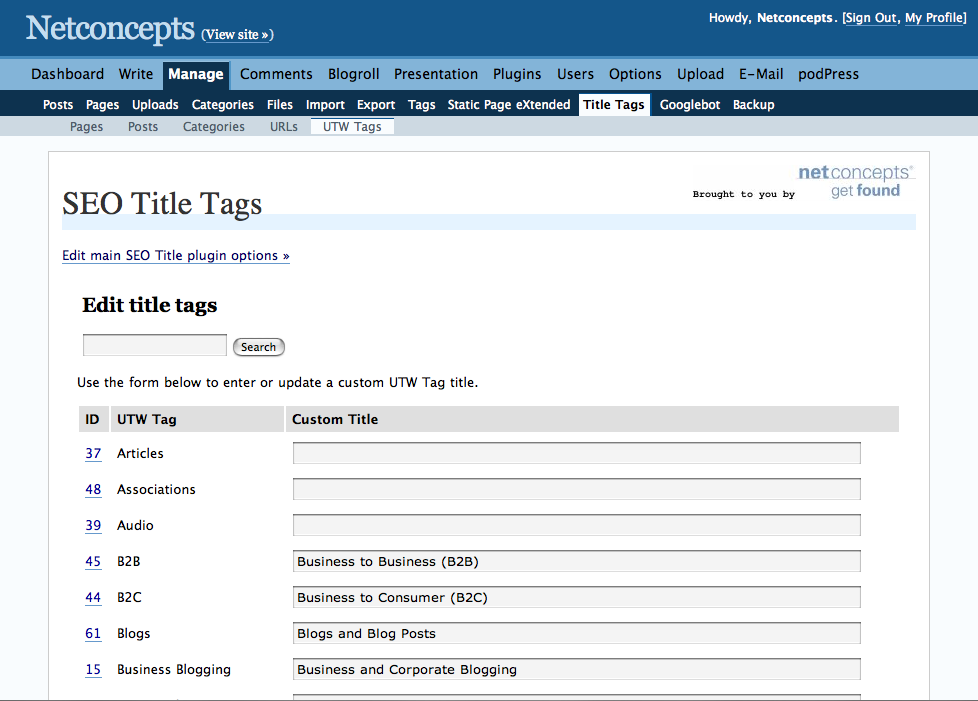 Netconcepts (View site »)
Howdy, Netconcepts. [Sign Out, My Profile]
Dashboard Write Manage Comments Blogroll Presentation Plugins Users Options Upload E-Mail podPress
Posts Pages Uploads Categories Files Import Export Tags Static Page eXtended Title Tags Googlebot Backup
Pages Posts Categories URLs UTW Tags
SEO Title Tags
Brought to you by
netconcepts®
get found
Edit main SEO Title plugin options »
Edit title tags
Search
Use the form below to enter or update a custom UTW Tag title.
ID UTW Tag Custom Title
37 Articles
48 Associations
39 Audio
45 B2B Business to Business (B2B)
44 B2C Business to Consumer (B2C)
61 Blogs Blogs and Blog Posts
15 Business Blogging Business and Corporate Blogging